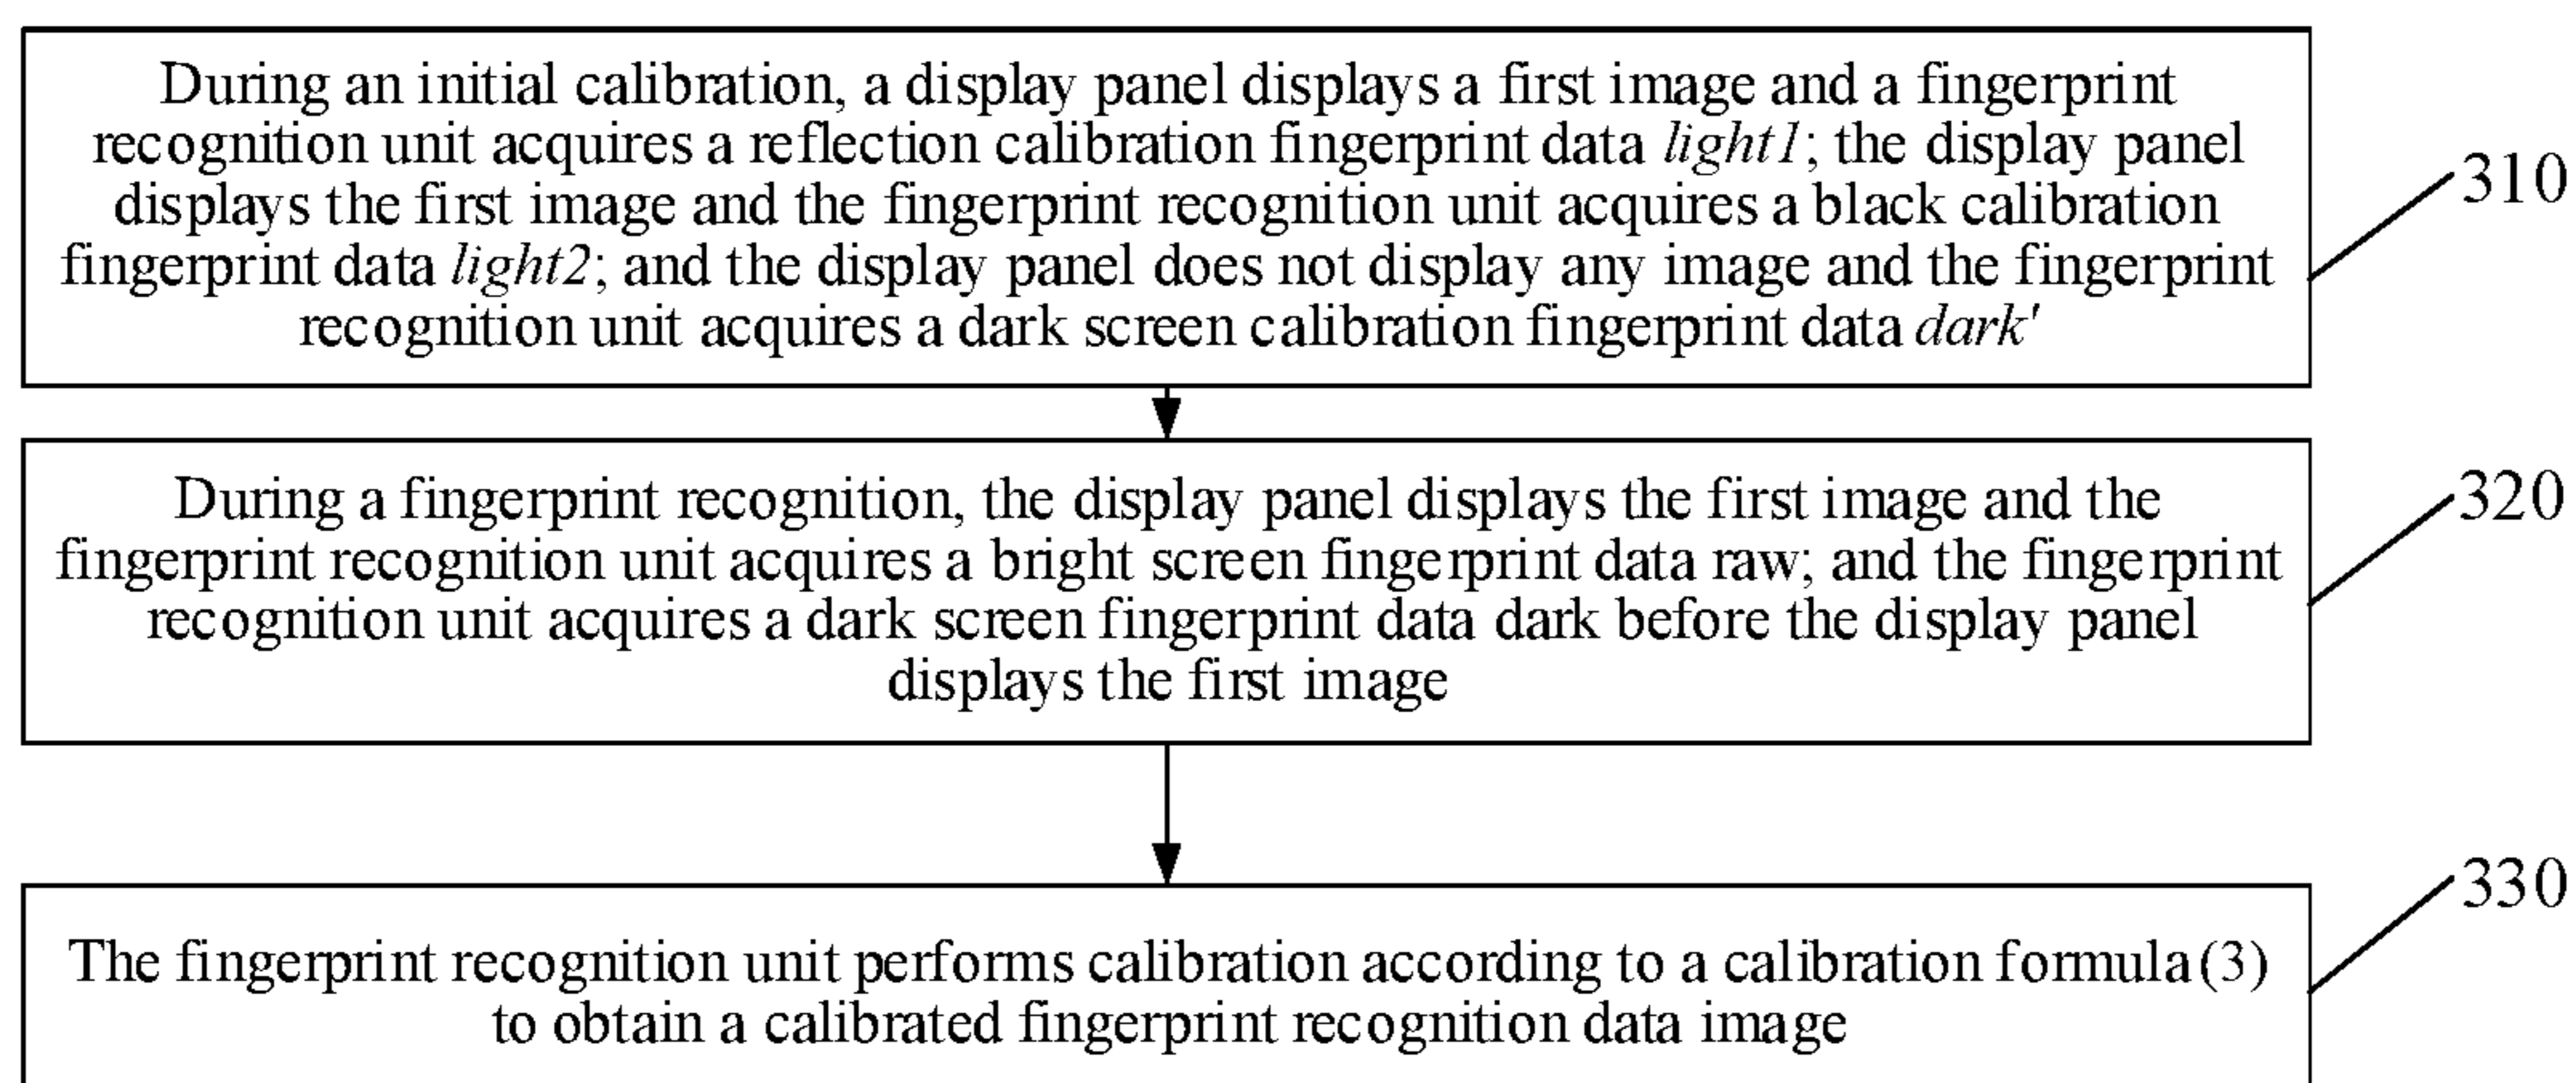 During an initial calibration, a display panel displays a first image and a fingerprint
recognition unit acquires a reflection calibration fingerprint data light1; the display panel
displays the first image and the fingerprint recognition unit acquires a black calibration
fingerprint data light2; and the display panel does not display any image and the fingerprint
recognition unit acquires a dark screen calibration fingerprint data dark'
310
During a fingerprint recognition, the display panel displays the first image and the
fingerprint recognition unit acquires a bright screen fingerprint data raw; and the fingerprint
recognition unit acquires a dark screen fingerprint data dark before the display panel
displays the first image
320
The fingerprint recognition unit performs calibration according to a calibration formula(3)
to obtain a calibrated fingerprint recognition data image
330